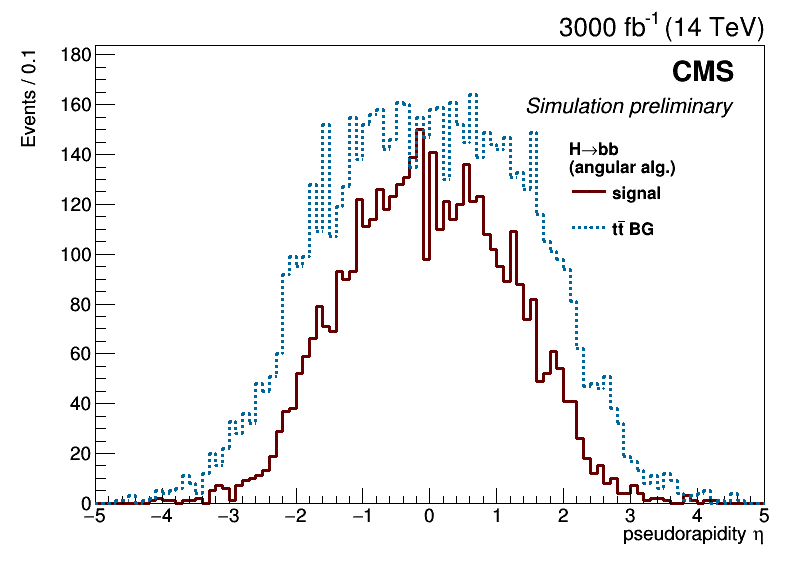 3000 fb⁻¹ (14 TeV)
CMS
Simulation preliminary
H→bb
(angular alg.)
signal
tt̄ BG
Events / 0.1
180
160
140
120
100
80
60
40
20
0
−5 −4 −3 −2 −1 0 1 2 3 4 5
pseudorapidity η